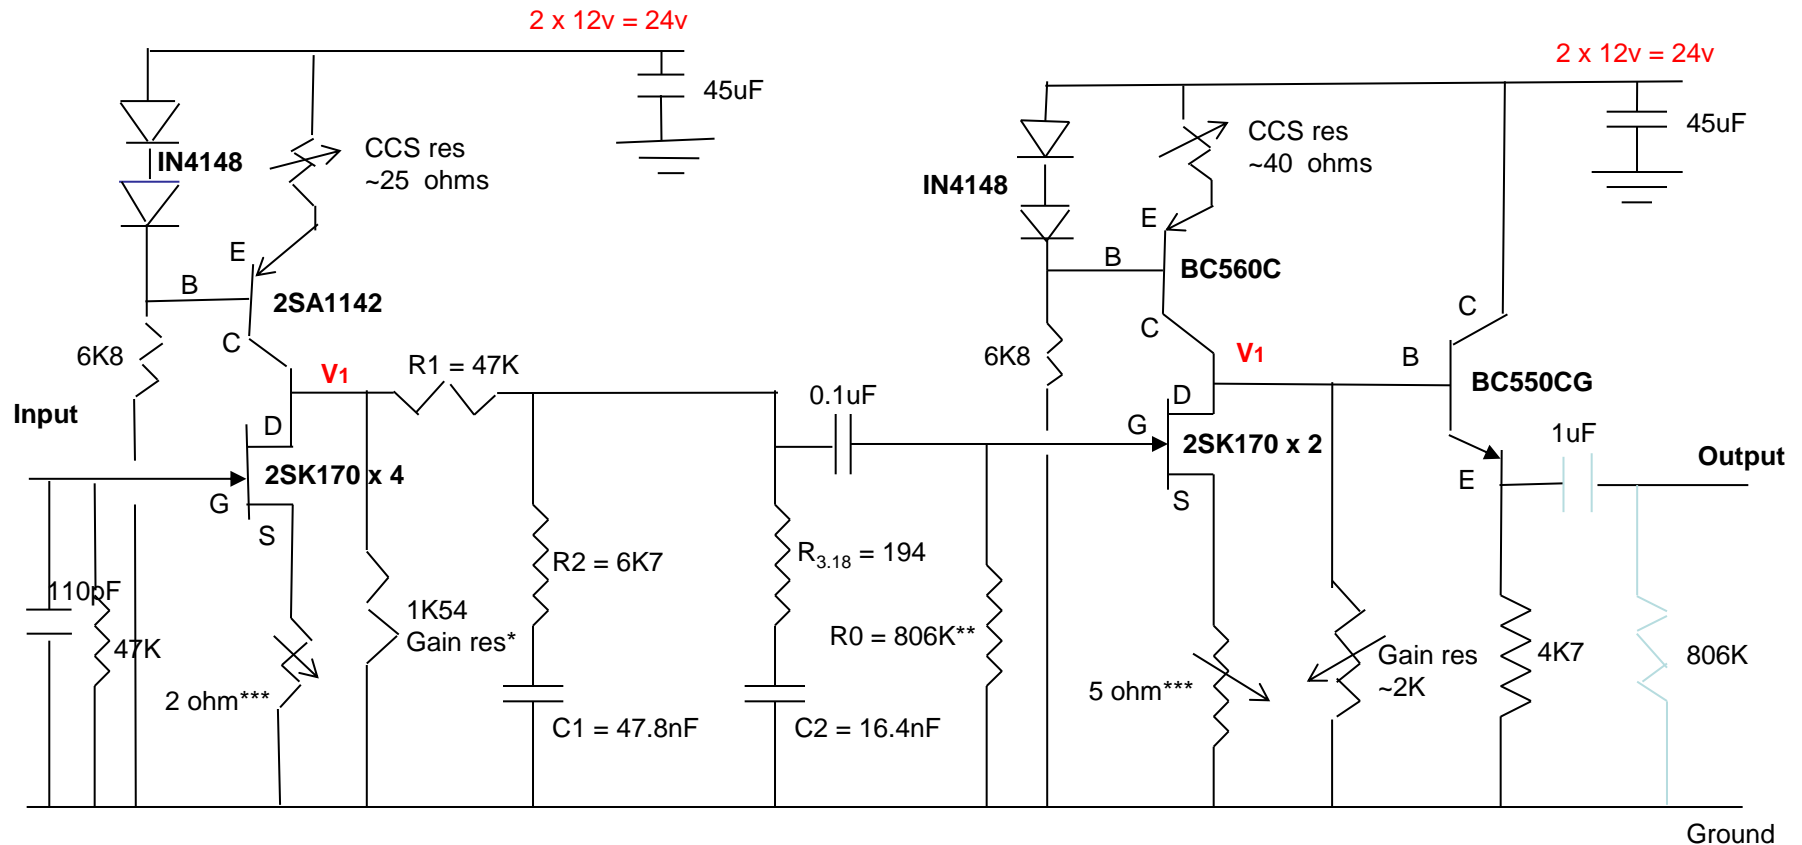 2 x 12v = 24v
2 x 12v = 24v
45uF
45uF
CCS res
~25 ohms
CCS res
~40 ohms
IN4148
IN4148
E
B
2SA1142
C
E
B
BC560C
C
6K8
V1
R1 = 47K
6K8
V1
C
B
BC550CG
0.1uF
Input
D
2SK170 x 4
G
S
D
G
2SK170 x 2
S
1uF
E
Output
110pF
47K
R2 = 6K7
R3.18 = 194
1K54
Gain res*
R0 = 806K**
2 ohm***
5 ohm***
Gain res
~2K
4K7
806K
C1 = 47.8nF
C2 = 16.4nF
Ground